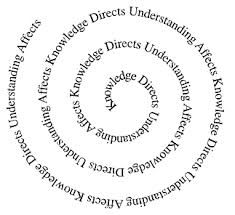 Knowledge Directs Understanding Affects Knowledge Directs Understanding Affects Knowledge Directs Understanding Affects Knowledge Directs Understanding Affects Knowledge Directs Understanding Affects Knowledge Directs Understanding Affects